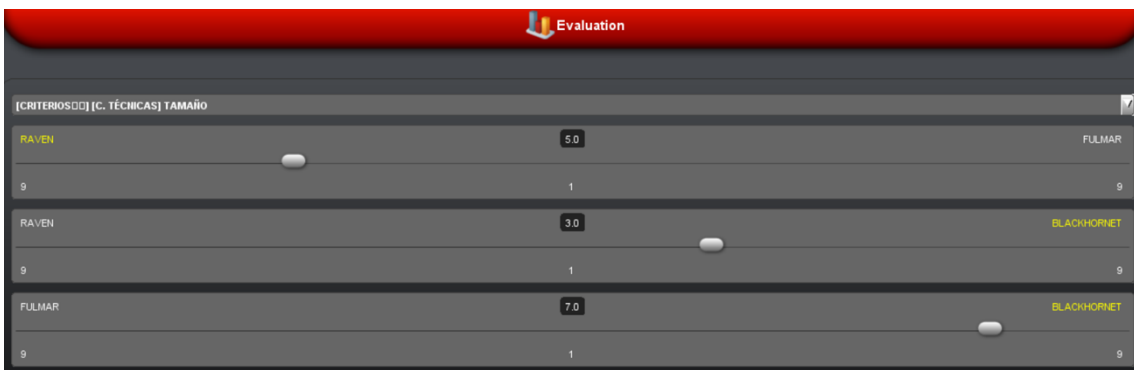 Evaluation
[CRITERIOS□□] [C. TÉCNICAS] TAMAÑO
RAVEN 5.0 FULMAR
9 1 9
RAVEN 3.0 BLACKHORNET
9 1 9
FULMAR 7.0 BLACKHORNET
9 1 9